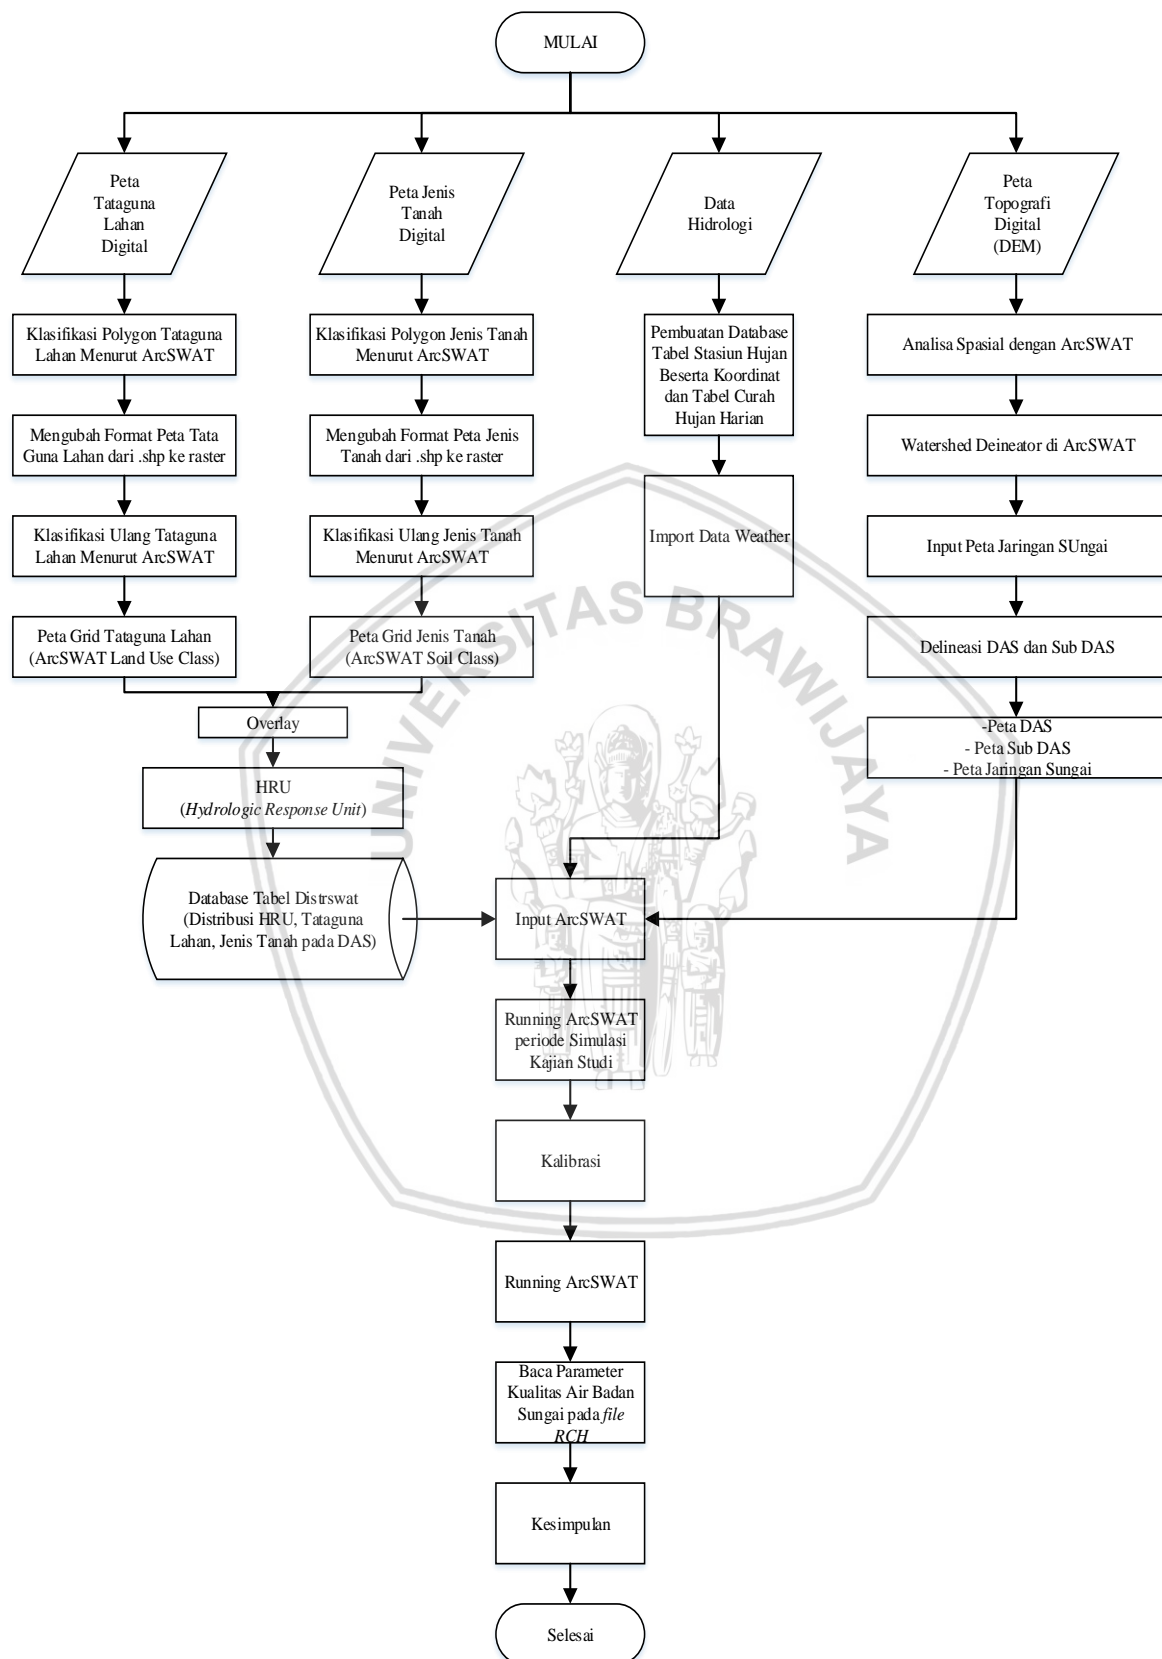 MULAI
Peta
Tataguna
Lahan
Digital
Peta Jenis
Tanah
Digital
Data
Hidrologi
Peta
Topografi
Digital
(DEM)
Klasifikasi Polygon Tataguna
Lahan Menurut ArcSWAT
Klasifikasi Polygon Jenis Tanah
Menurut ArcSWAT
Pembuatan Database
Tabel Stasiun Hujan
Beserta Koordinat
dan Tabel Curah
Hujan Harian
Analisa Spasial dengan ArcSWAT
Mengubah Format Peta Tata
Guna Lahan dari .shp ke raster
Mengubah Format Peta Jenis
Tanah dari .shp ke raster
Watershed Deineator di ArcSWAT
Klasifikasi Ulang Tataguna
Lahan Menurut ArcSWAT
Klasifikasi Ulang Jenis Tanah
Menurut ArcSWAT
Import Data Weather
Input Peta Jaringan SUngai
Peta Grid Tataguna Lahan
(ArcSWAT Land Use Class)
Peta Grid Jenis Tanah
(ArcSWAT Soil Class)
Delineasi DAS dan Sub DAS
Overlay
-Peta DAS
- Peta Sub DAS
- Peta Jaringan Sungai
HRU
(Hydrologic Response Unit)
Database Tabel Distrswat
(Distribusi HRU, Tataguna
Lahan, Jenis Tanah pada DAS)
Input ArcSWAT
Running ArcSWAT
periode Simulasi
Kajian Studi
Kalibrasi
Running ArcSWAT
Baca Parameter
Kualitas Air Badan
Sungai pada file
RCH
Kesimpulan
Selesai
UNIVERSITAS BRAWIJAYA